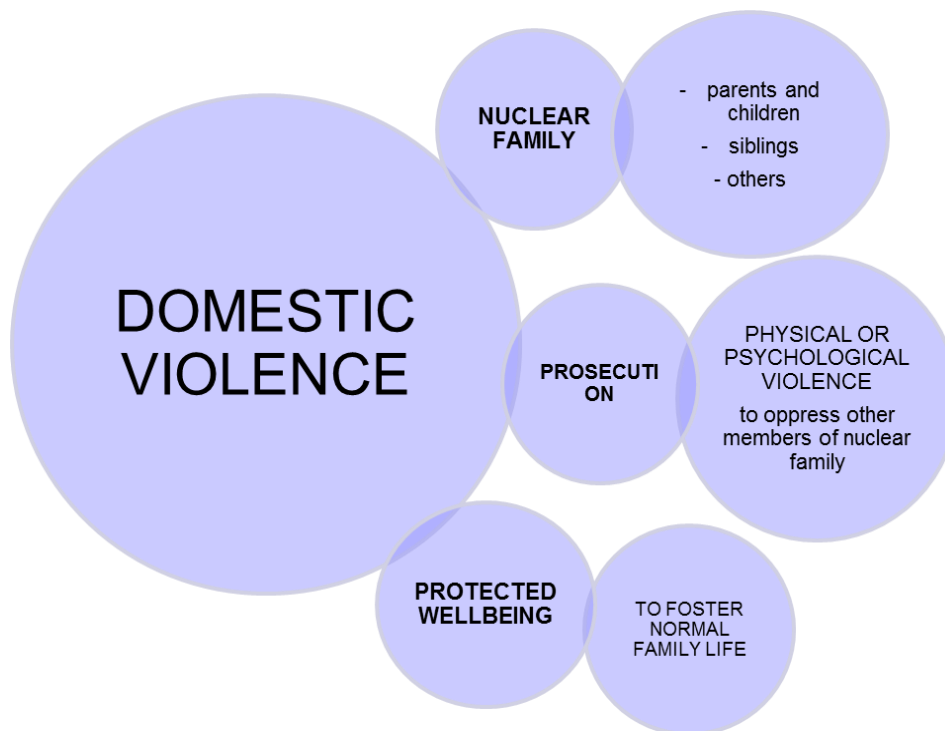 DOMESTIC
VIOLENCE
NUCLEAR
FAMILY
- parents and
children
- siblings
- others
PROSECUTI
ON
PHYSICAL OR
PSYCHOLOGICAL
VIOLENCE
to oppress other
members of nuclear
family
PROTECTED
WELLBEING
TO FOSTER
NORMAL
FAMILY LIFE